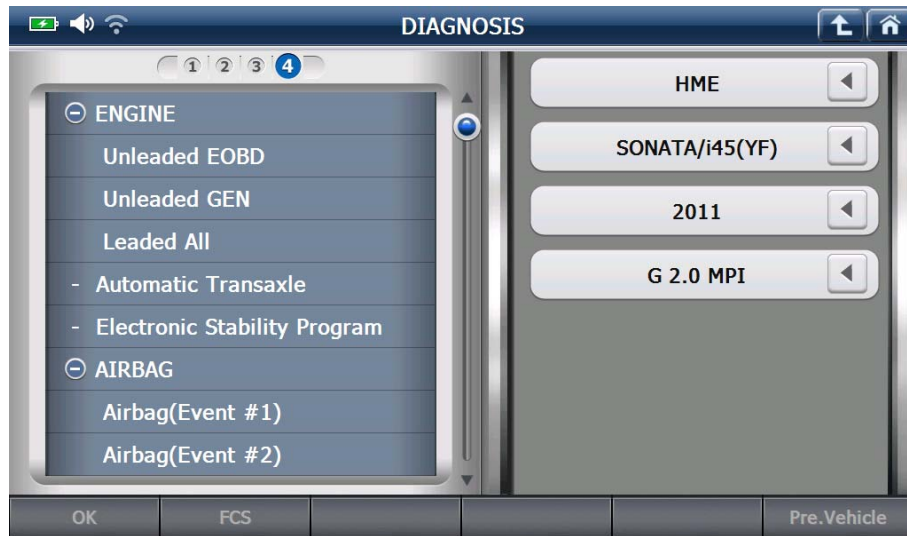 DIAGNOSIS
1 2 3 4
ENGINE
Unleaded EOBD
Unleaded GEN
Leaded All
- Automatic Transaxle
- Electronic Stability Program
AIRBAG
Airbag(Event #1)
Airbag(Event #2)
HME
SONATA/i45(YF)
2011
G 2.0 MPI
OK
FCS
Pre.Vehicle